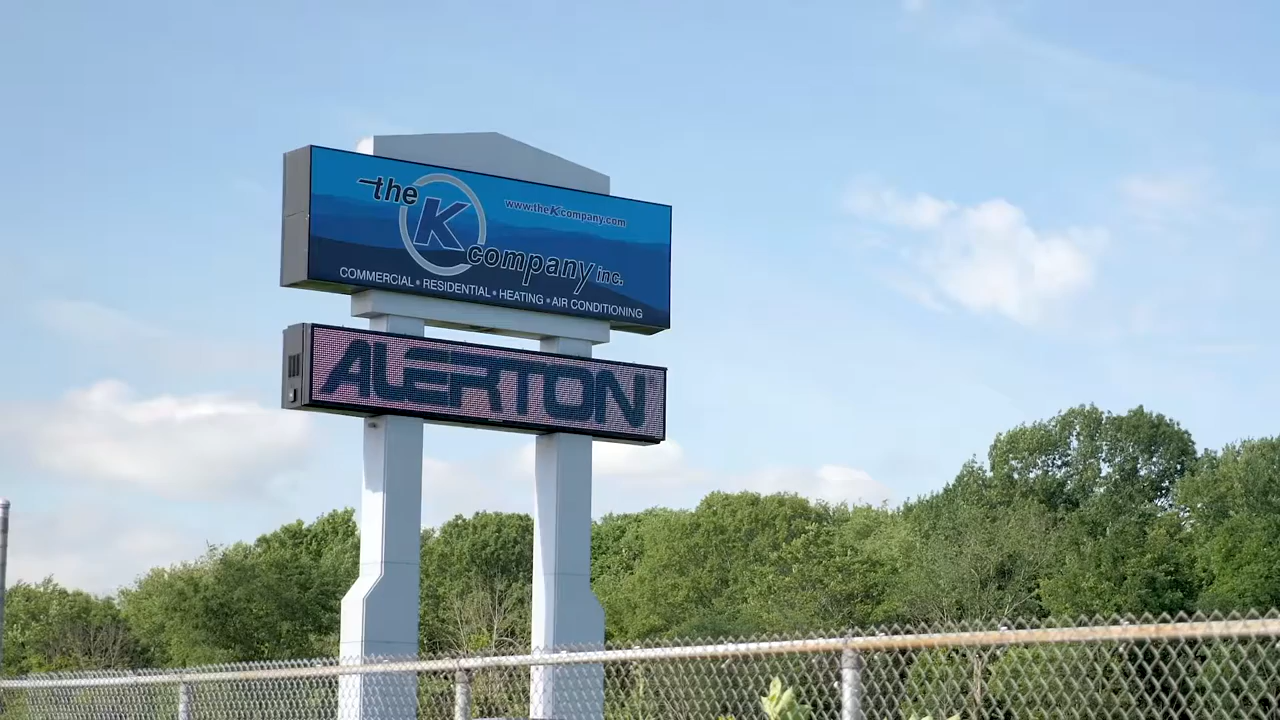 the
K
www.theKcompany.com
company inc.
COMMERCIAL • RESIDENTIAL • HEATING • AIR CONDITIONING
ALERTON